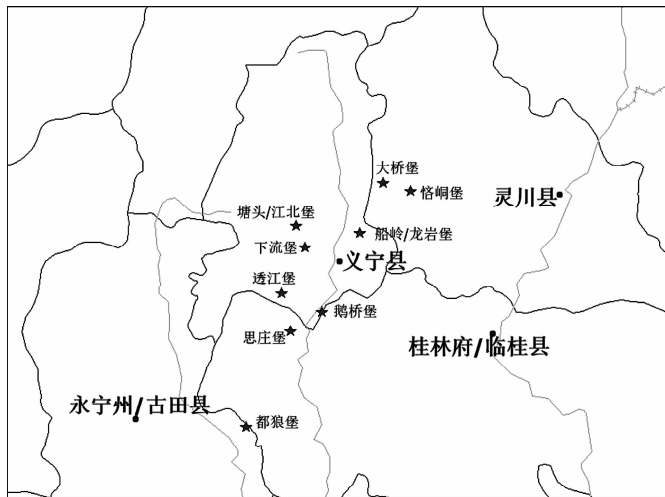 大桥堡
恪峒堡
灵川县
塘头/江北堡
船岭/龙岩堡
下流堡
义宁县
透江堡
鹅桥堡
思庄堡
桂林府/临桂县
永宁州/古田县
都狼堡